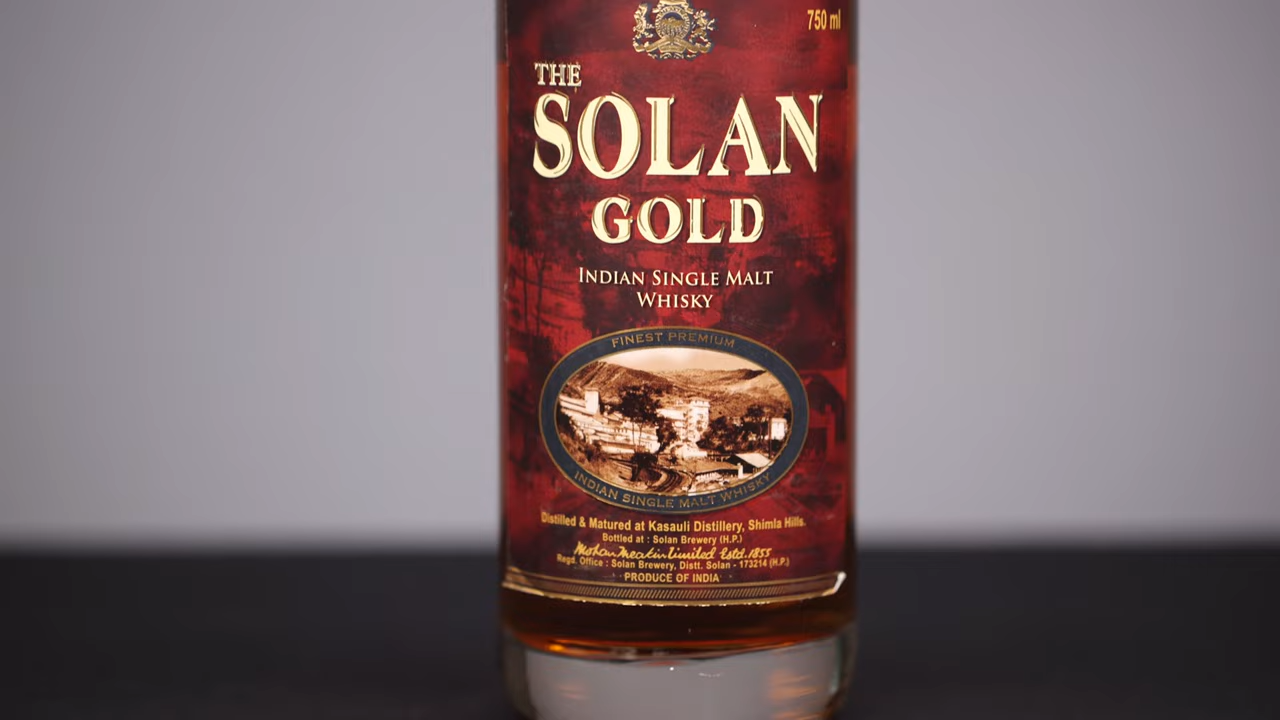 750 ml
THE
SOLAN
GOLD
INDIAN SINGLE MALT
WHISKY
FINEST PREMIUM
INDIAN SINGLE MALT WHISKY
Distilled & Matured at Kasauli Distillery, Shimla Hills.
Bottled at : Solan Brewery (H.P.)
Mohan Meakin Limited Estd. 1855
Regd. Office : Solan Brewery, Distt. Solan - 173214 (H.P.)
PRODUCE OF INDIA